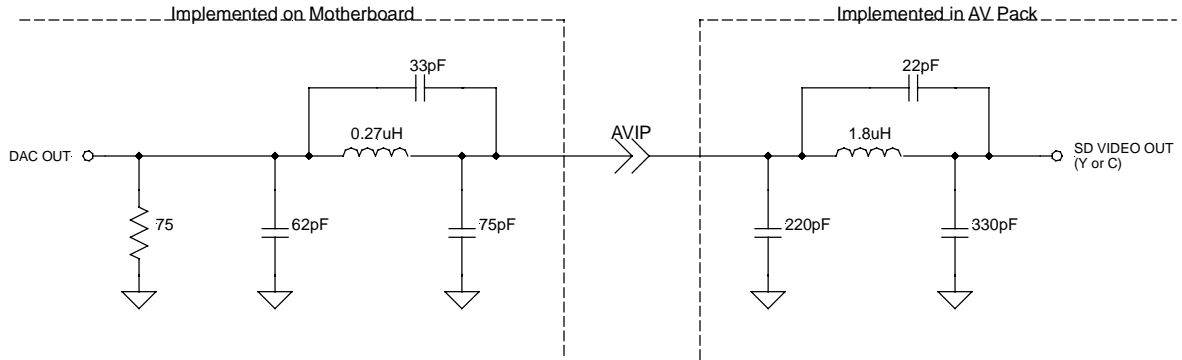 Implemented on Motherboard
Implemented in AV Pack
33pF
22pF
0.27uH
AVIP
1.8uH
DAC OUT
SD VIDEO OUT
(Y or C)
75
62pF
75pF
220pF
330pF